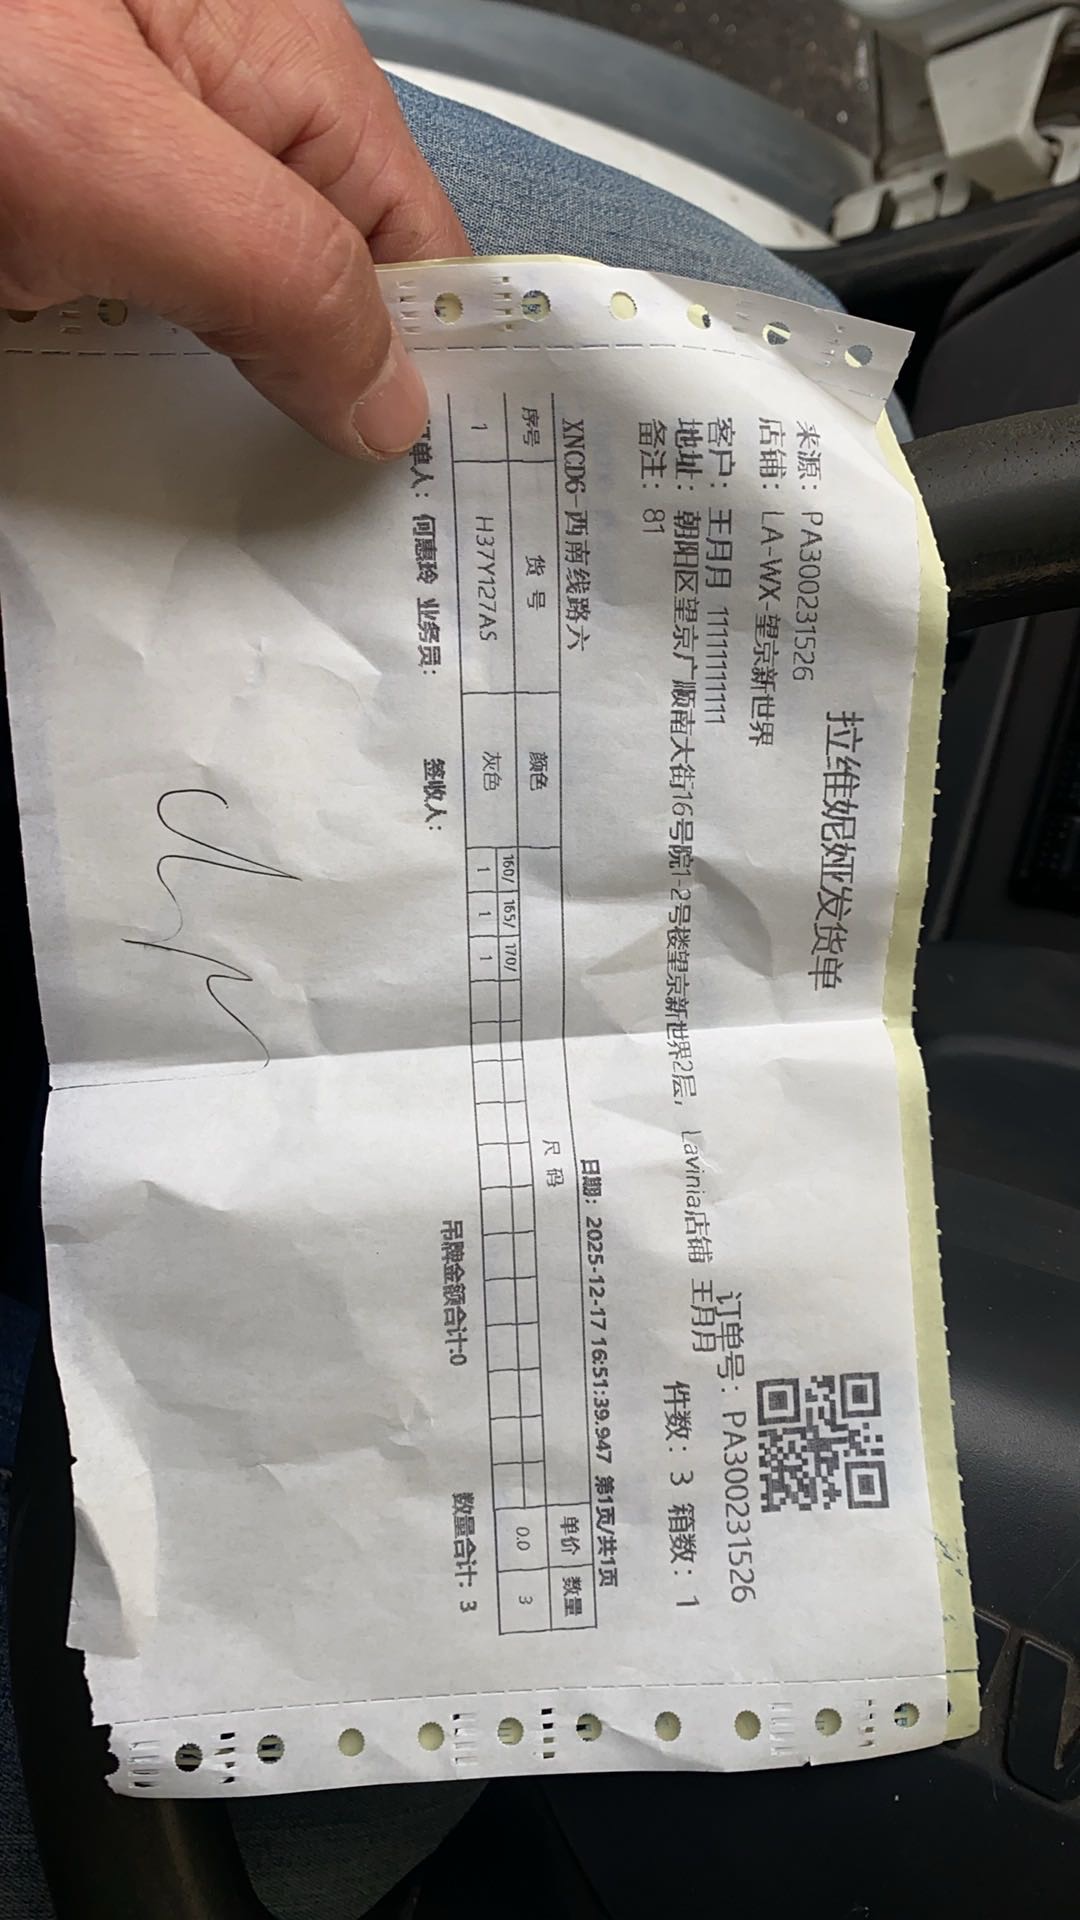 拉维妮娅发货单
来源： PA300231526
店铺： LA-WX-望京新世界
订单号： PA300231526
客户： 王月月 11111111111
地址： 朝阳区望京广顺南大街16号院1-2号楼望京新世界2层， Lavinia店铺 王月月
件数： 3 箱数： 1
备注： 81
XNCD6-西南线路六
日期： 2025-12-17 16:51:39.947 第1页/共1页
序号 货 号 颜色 尺 码 单价 数量
160/ 165/ 170/
1 H37Y127AS 灰色 1 1 1 0.0 3
单人： 何惠玲 业务员： 签收人： 吊牌金额合计:0 数量合计： 3